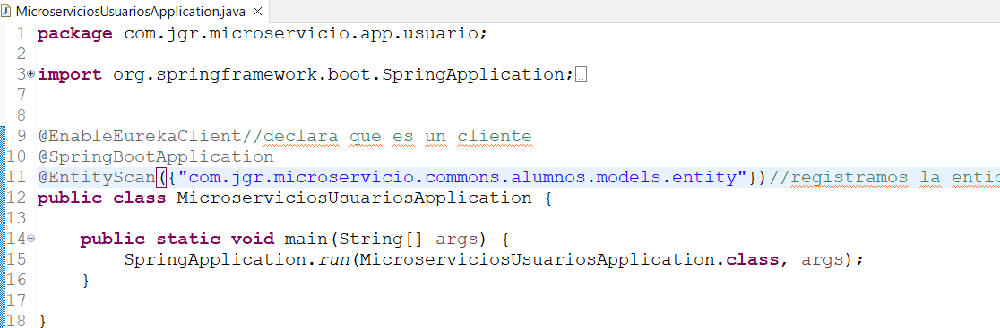 MicroserviciosUsuariosApplication.java
1 package com.jgr.microservicio.app.usuario;
2
3 import org.springframework.boot.SpringApplication;
7
8
9 @EnableEurekaClient//declara que es un cliente
10 @SpringBootApplication
11 @EntityScan({"com.jgr.microservicio.commons.alumnos.models.entity"})//registramos la
12 public class MicroserviciosUsuariosApplication {
13
14 public static void main(String[] args) {
15 SpringApplication.run(MicroserviciosUsuariosApplication.class, args);
16 }
17
18 }